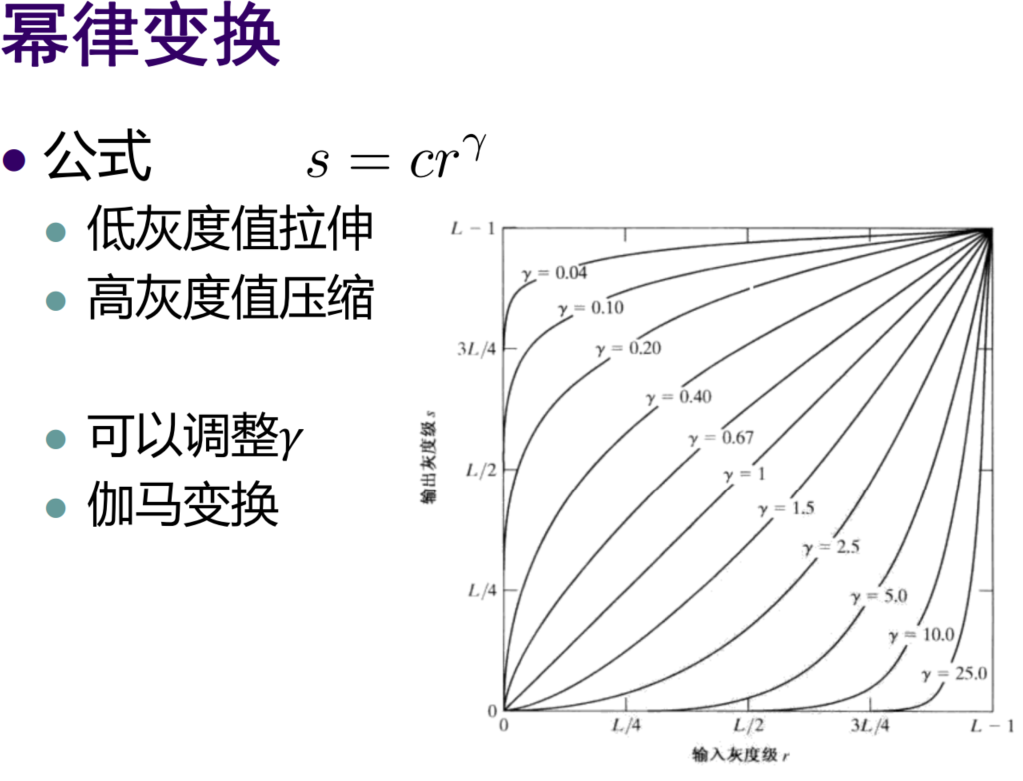 幂律变换
公式 s = cr^γ
低灰度值拉伸
高灰度值压缩
可以调整γ
伽马变换
L − 1
3L/4
L/2
L/4
0
输出灰度级 s
γ = 0.04
γ = 0.10
γ = 0.20
γ = 0.40
γ = 0.67
γ = 1
γ = 1.5
γ = 2.5
γ = 5.0
γ = 10.0
γ = 25.0
0 L/4 L/2 3L/4 L − 1
输入灰度级 r